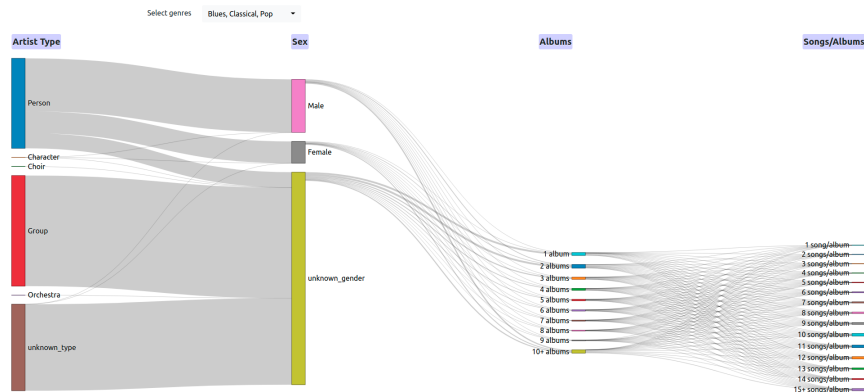 Select genres
Blues, Classical, Pop
Artist Type
Sex
Albums
Songs/Albums
Person
Character
Choir
Group
Orchestra
unknown_type
Male
Female
unknown_gender
1 album
2 albums
3 albums
4 albums
5 albums
6 albums
7 albums
8 albums
9 albums
10+ albums
1 song/album
2 songs/album
3 songs/album
4 songs/album
5 songs/album
6 songs/album
7 songs/album
8 songs/album
9 songs/album
10 songs/album
11 songs/album
12 songs/album
13 songs/album
14 songs/album
15+ songs/album